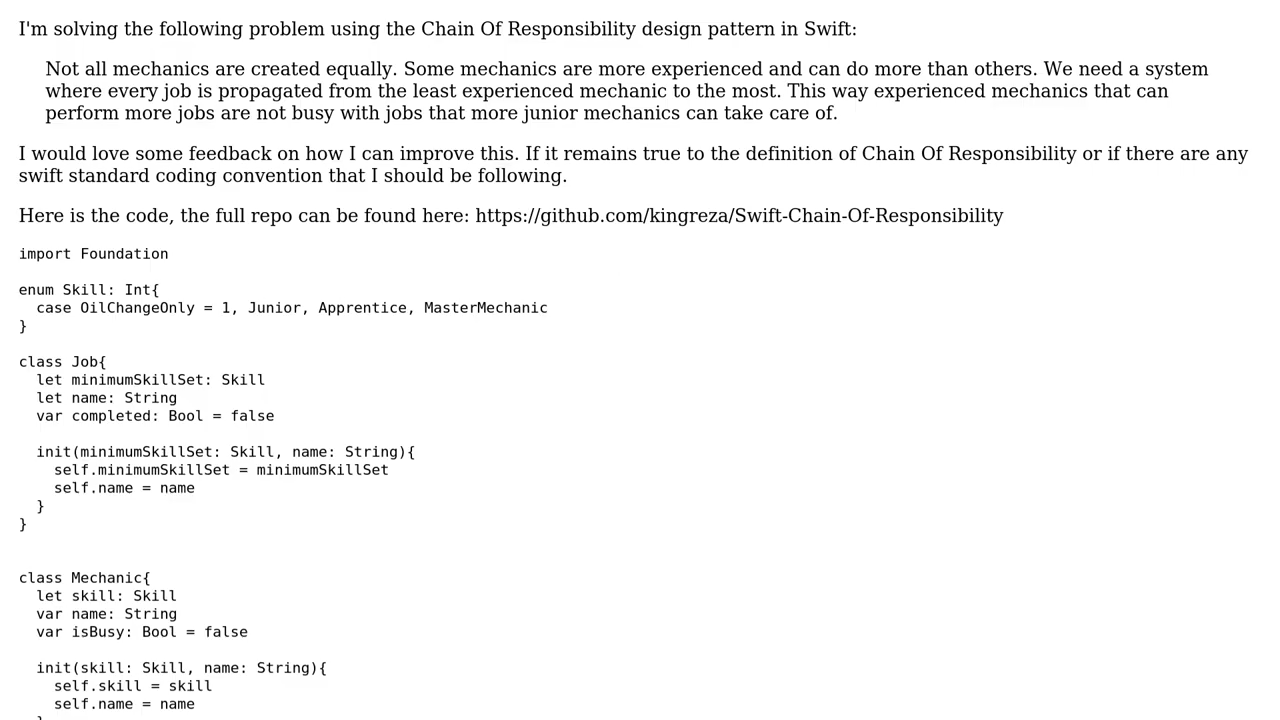 I'm solving the following problem using the Chain Of Responsibility design pattern in Swift:
Not all mechanics are created equally. Some mechanics are more experienced and can do more than others. We need a system
where every job is propagated from the least experienced mechanic to the most. This way experienced mechanics that can
perform more jobs are not busy with jobs that more junior mechanics can take care of.
I would love some feedback on how I can improve this. If it remains true to the definition of Chain Of Responsibility or if there are any
swift standard coding convention that I should be following.
Here is the code, the full repo can be found here: https://github.com/kingreza/Swift-Chain-Of-Responsibility
import Foundation
enum Skill: Int{
  case OilChangeOnly = 1, Junior, Apprentice, MasterMechanic
}
class Job{
  let minimumSkillSet: Skill
  let name: String
  var completed: Bool = false
  init(minimumSkillSet: Skill, name: String){
    self.minimumSkillSet = minimumSkillSet
    self.name = name
  }
}
class Mechanic{
  let skill: Skill
  var name: String
  var isBusy: Bool = false
  init(skill: Skill, name: String){
    self.skill = skill
    self.name = name
  }